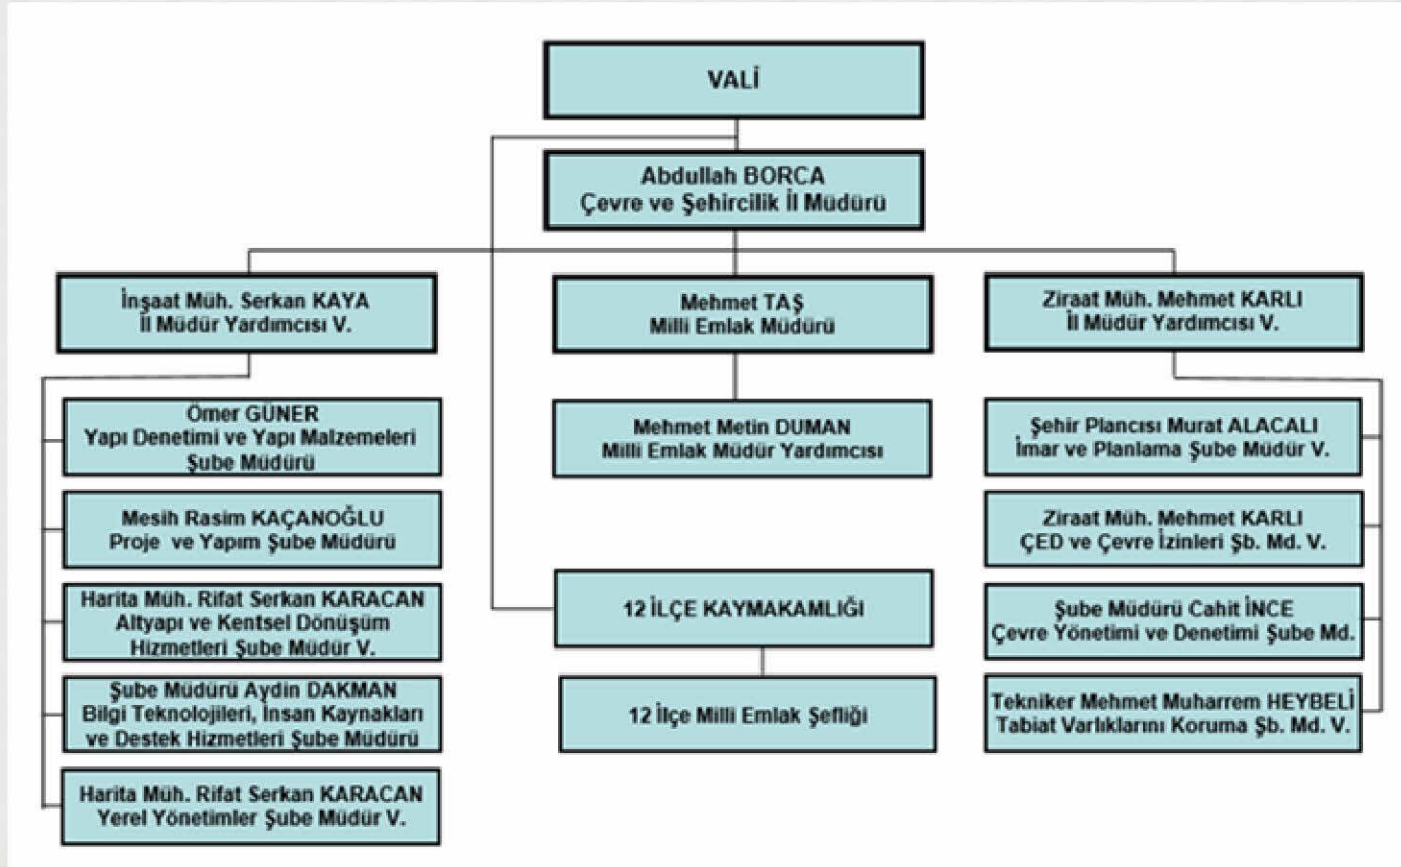 VALİ
Abdullah BORCA
Çevre ve Şehircilik İl Müdürü
İnşaat Müh. Serkan KAYA
İl Müdür Yardımcısı V.
Mehmet TAŞ
Milli Emlak Müdürü
Ziraat Müh. Mehmet KARLI
İl Müdür Yardımcısı V.
Ömer GÜNER
Yapı Denetimi ve Yapı Malzemeleri
Şube Müdürü
Mesih Rasim KAÇANOĞLU
Proje ve Yapım Şube Müdürü
Harita Müh. Rifat Serkan KARACAN
Altyapı ve Kentsel Dönüşüm
Hizmetleri Şube Müdür V.
Şube Müdürü Aydin DAKMAN
Bilgi Teknolojileri, İnsan Kaynakları
ve Destek Hizmetleri Şube Müdürü
Harita Müh. Rifat Serkan KARACAN
Yerel Yönetimler Şube Müdür V.
Mehmet Metin DUMAN
Milli Emlak Müdür Yardımcısı
12 İLÇE KAYMAKAMLIĞI
12 İlçe Milli Emlak Şefliği
Şehir Plancısı Murat ALACALI
İmar ve Planlama Şube Müdür V.
Ziraat Müh. Mehmet KARLI
ÇED ve Çevre İzinleri Şb. Md. V.
Şube Müdürü Cahit İNCE
Çevre Yönetimi ve Denetimi Şube Md.
Tekniker Mehmet Muharrem HEYBELİ
Tabiat Varlıklarını Koruma Şb. Md. V.